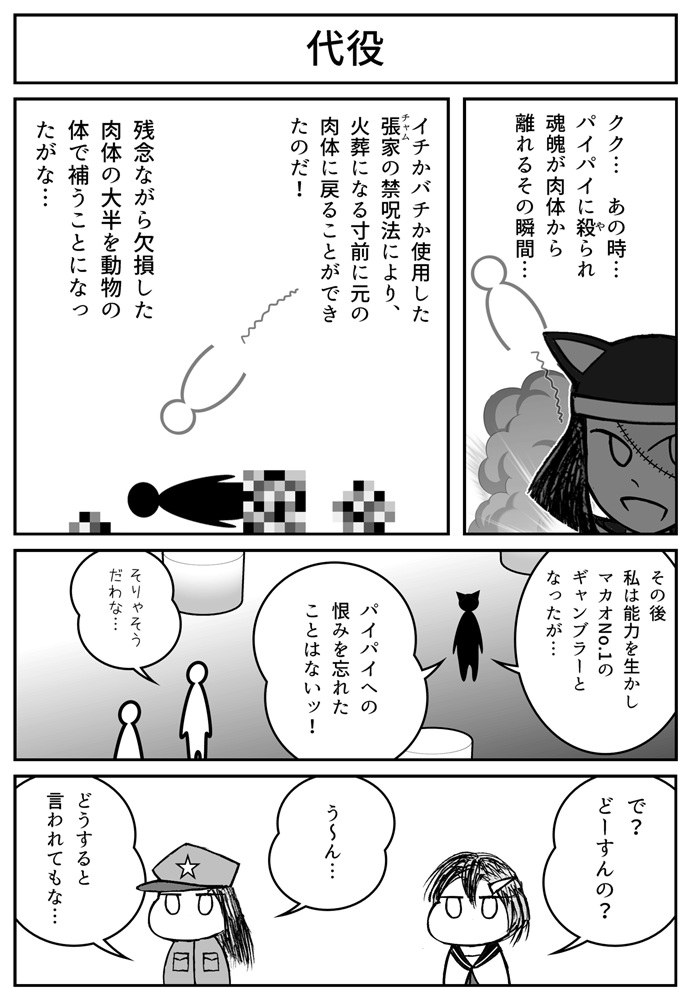 代役
クク… あの時…
パイパイに殺られ
や
魂魄が肉体から
離れるその瞬間…
イチかバチか使用した
張家の禁呪法により、
チャム
火葬になる寸前に元の
肉体に戻ることができ
たのだ！
残念ながら欠損した
肉体の大半を動物の
体で補うことになっ
たがな…
その後
私は能力を生かし
マカオNo.1の
ギャンブラーと
なったが…
パイパイへの
恨みを忘れた
ことはないッ！
そりゃそう
だわな…
で？
どーすんの？
う～ん…
どうすると
言われてもな…